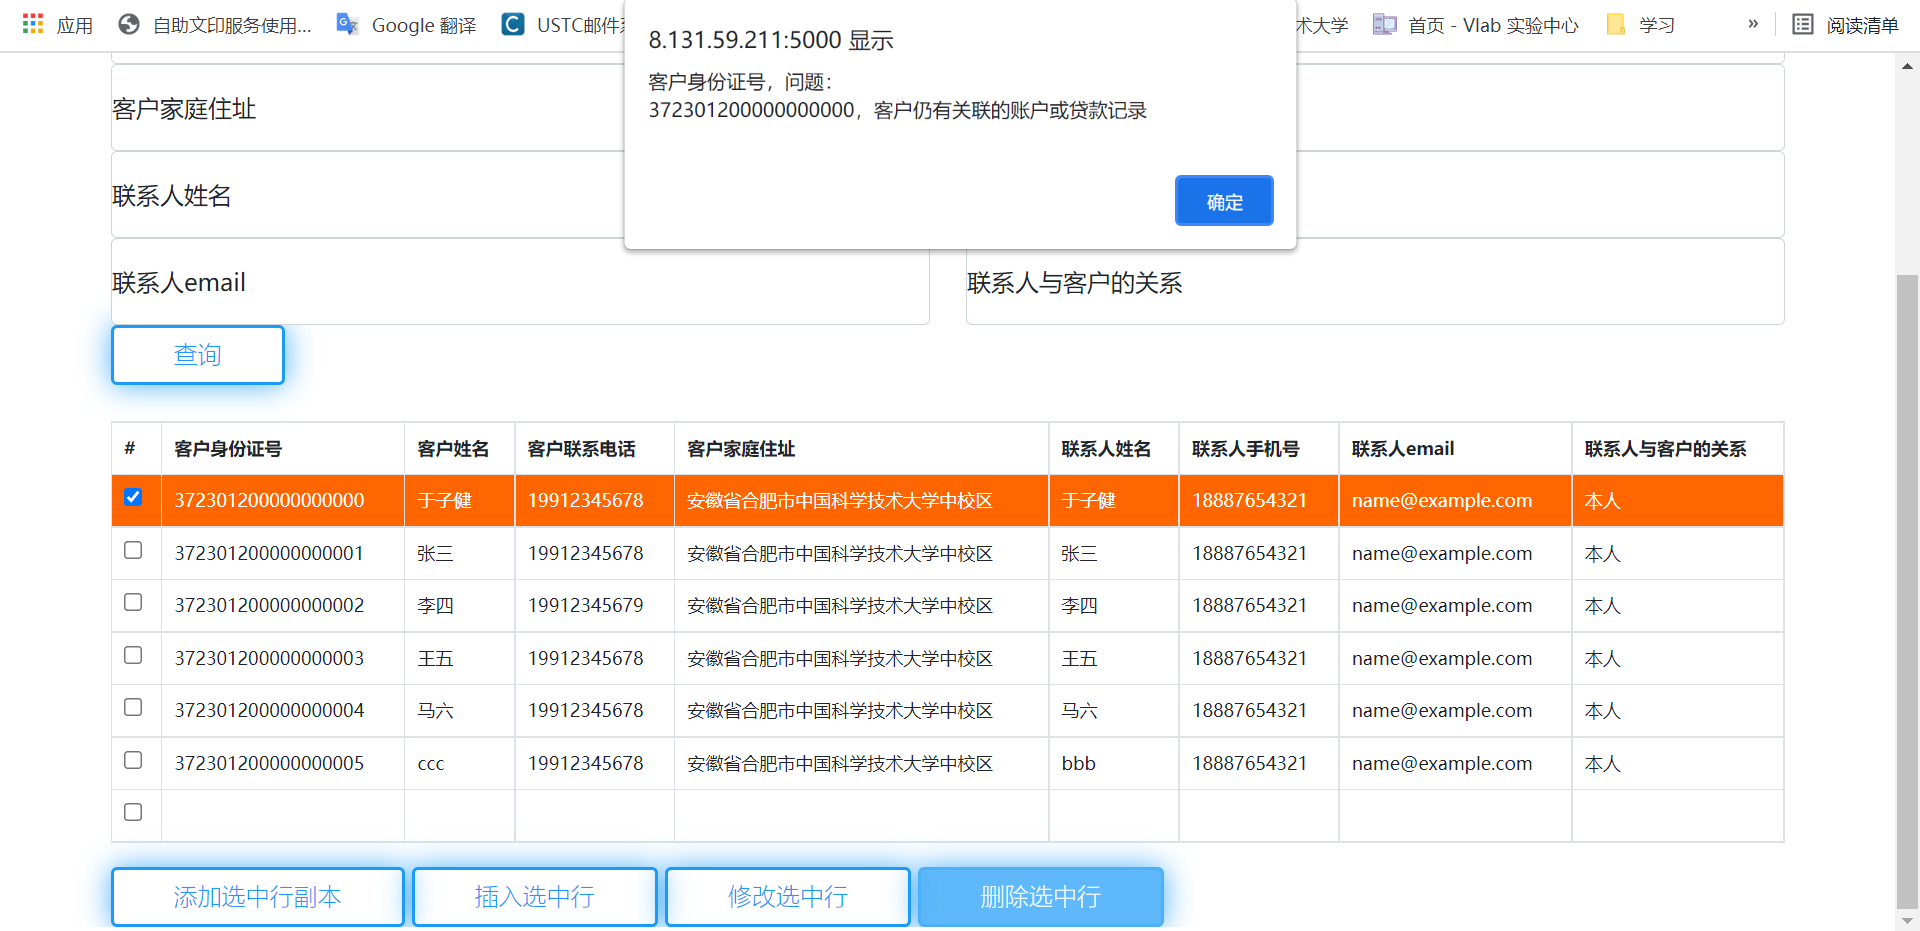 应用 自助文印服务使用... Google 翻译 USTC邮件系 术大学 首页 - Vlab 实验中心 学习 » 阅读清单
8.131.59.211:5000 显示
客户身份证号，问题：
372301200000000000，客户仍有关联的账户或贷款记录
确定
客户家庭住址
联系人姓名
联系人email 联系人与客户的关系
查询
# 客户身份证号 客户姓名 客户联系电话 客户家庭住址 联系人姓名 联系人手机号 联系人email 联系人与客户的关系
372301200000000000 于子健 19912345678 安徽省合肥市中国科学技术大学中校区 于子健 18887654321 name@example.com 本人
372301200000000001 张三 19912345678 安徽省合肥市中国科学技术大学中校区 张三 18887654321 name@example.com 本人
372301200000000002 李四 19912345679 安徽省合肥市中国科学技术大学中校区 李四 18887654321 name@example.com 本人
372301200000000003 王五 19912345678 安徽省合肥市中国科学技术大学中校区 王五 18887654321 name@example.com 本人
372301200000000004 马六 19912345678 安徽省合肥市中国科学技术大学中校区 马六 18887654321 name@example.com 本人
372301200000000005 ccc 19912345678 安徽省合肥市中国科学技术大学中校区 bbb 18887654321 name@example.com 本人
添加选中行副本 插入选中行 修改选中行 删除选中行